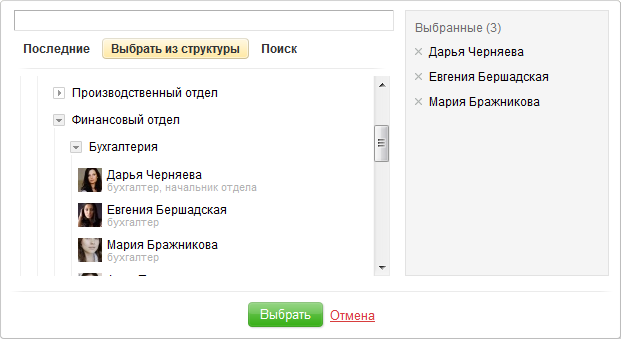 Последние Выбрать из структуры Поиск
Производственный отдел
Финансовый отдел
Бухгалтерия
Дарья Черняева
бухгалтер, начальник отдела
Евгения Бершадская
бухгалтер
Мария Бражникова
бухгалтер
Выбранные (3)
Дарья Черняева
Евгения Бершадская
Мария Бражникова
Выбрать Отмена